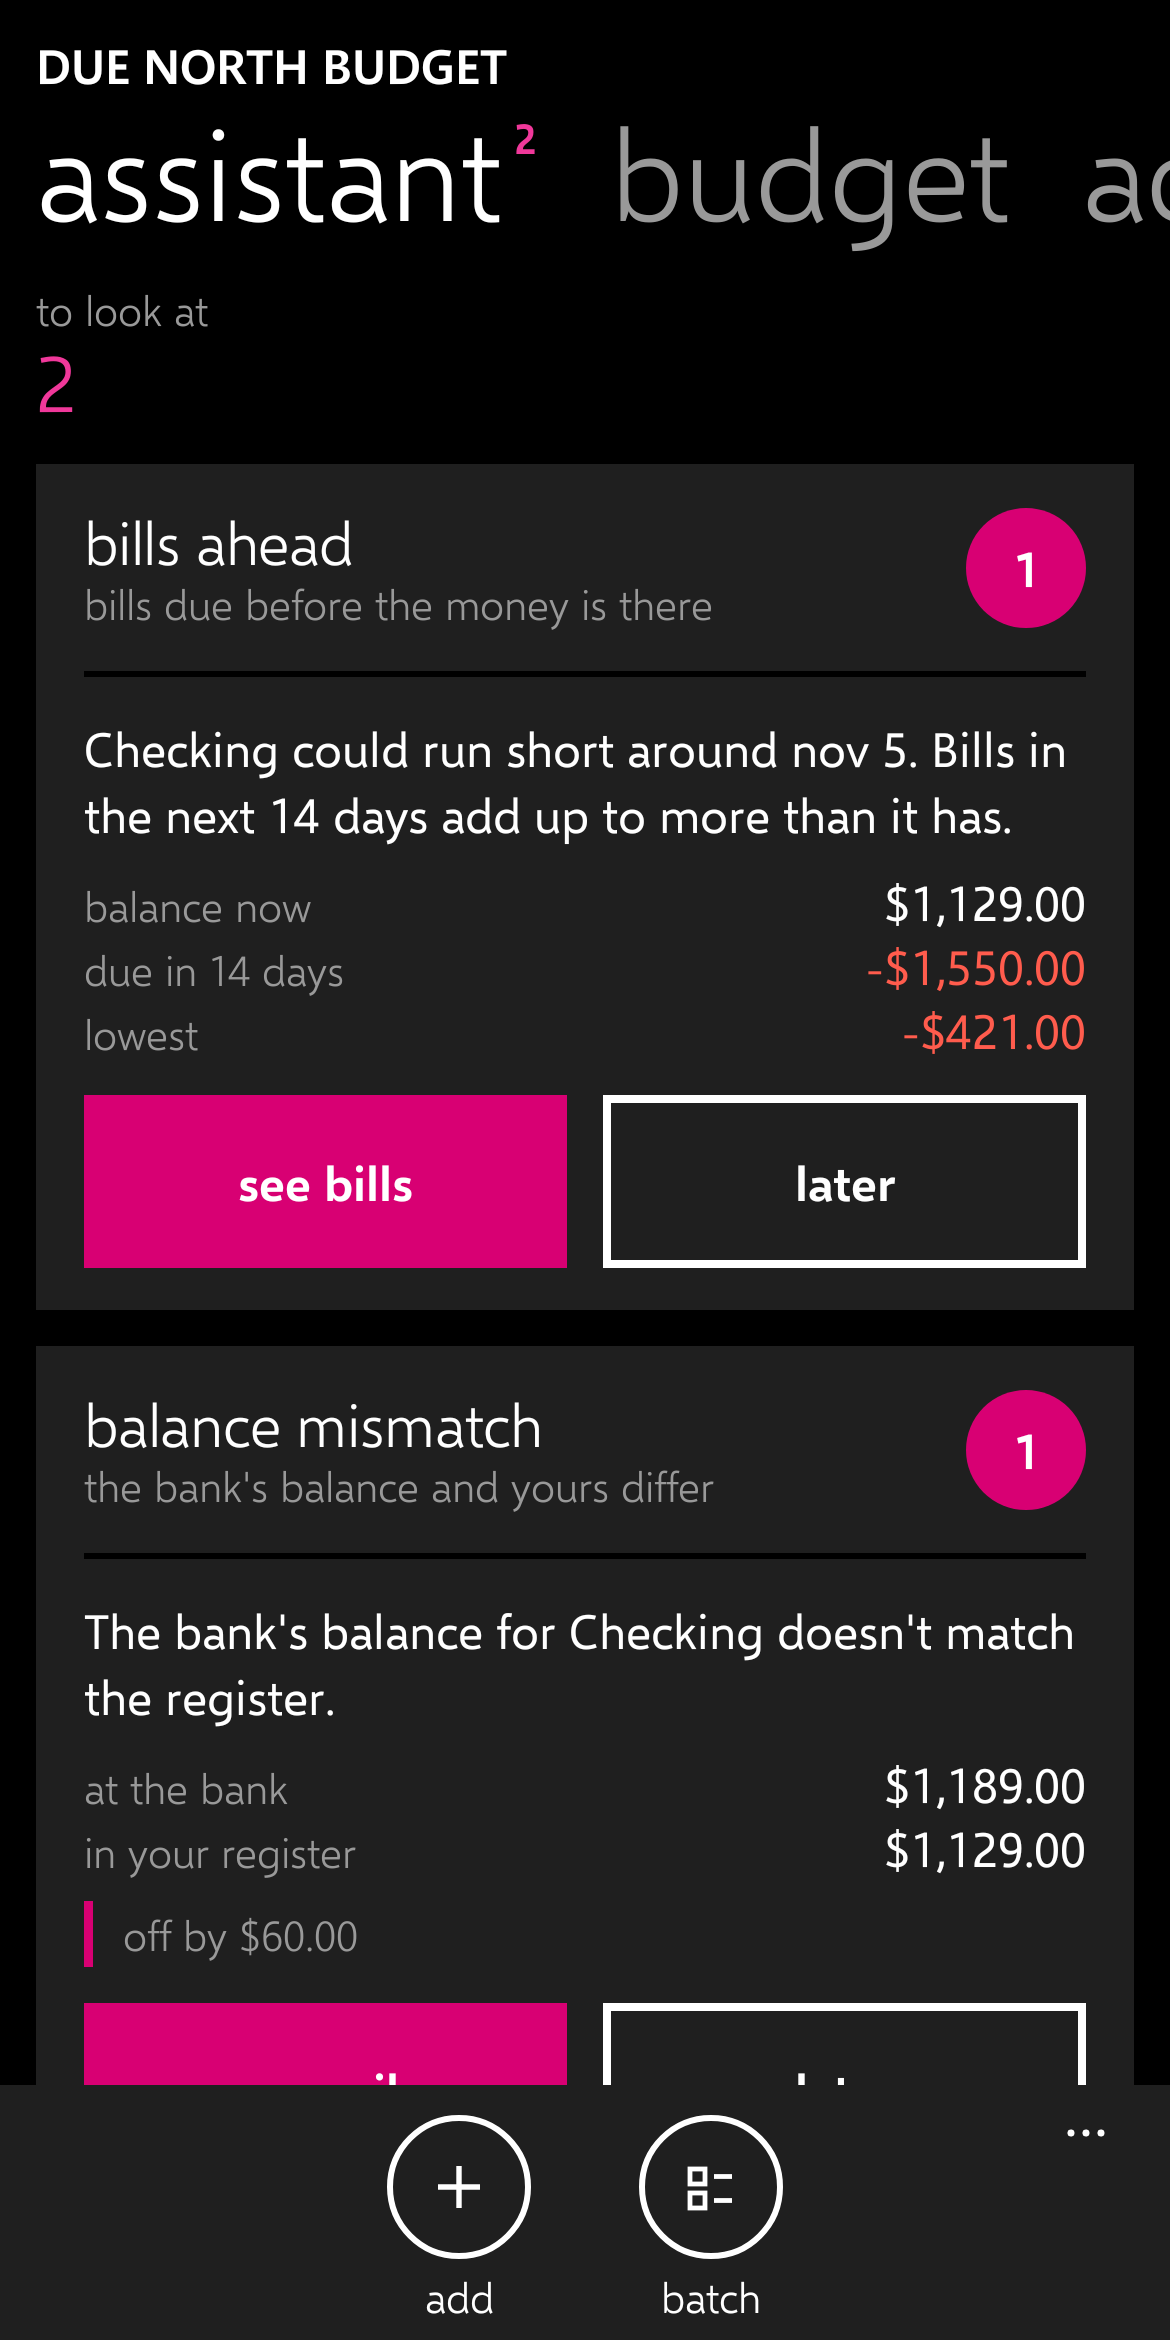 DUE NORTH BUDGET
assistant 2 budget
to look at
2
bills ahead
bills due before the money is there
1
Checking could run short around nov 5. Bills in
the next 14 days add up to more than it has.
balance now $1,129.00
due in 14 days -$1,550.00
lowest -$421.00
see bills later
balance mismatch
the bank's balance and yours differ
1
The bank's balance for Checking doesn't match
the register.
at the bank $1,189.00
in your register $1,129.00
off by $60.00
...
add batch